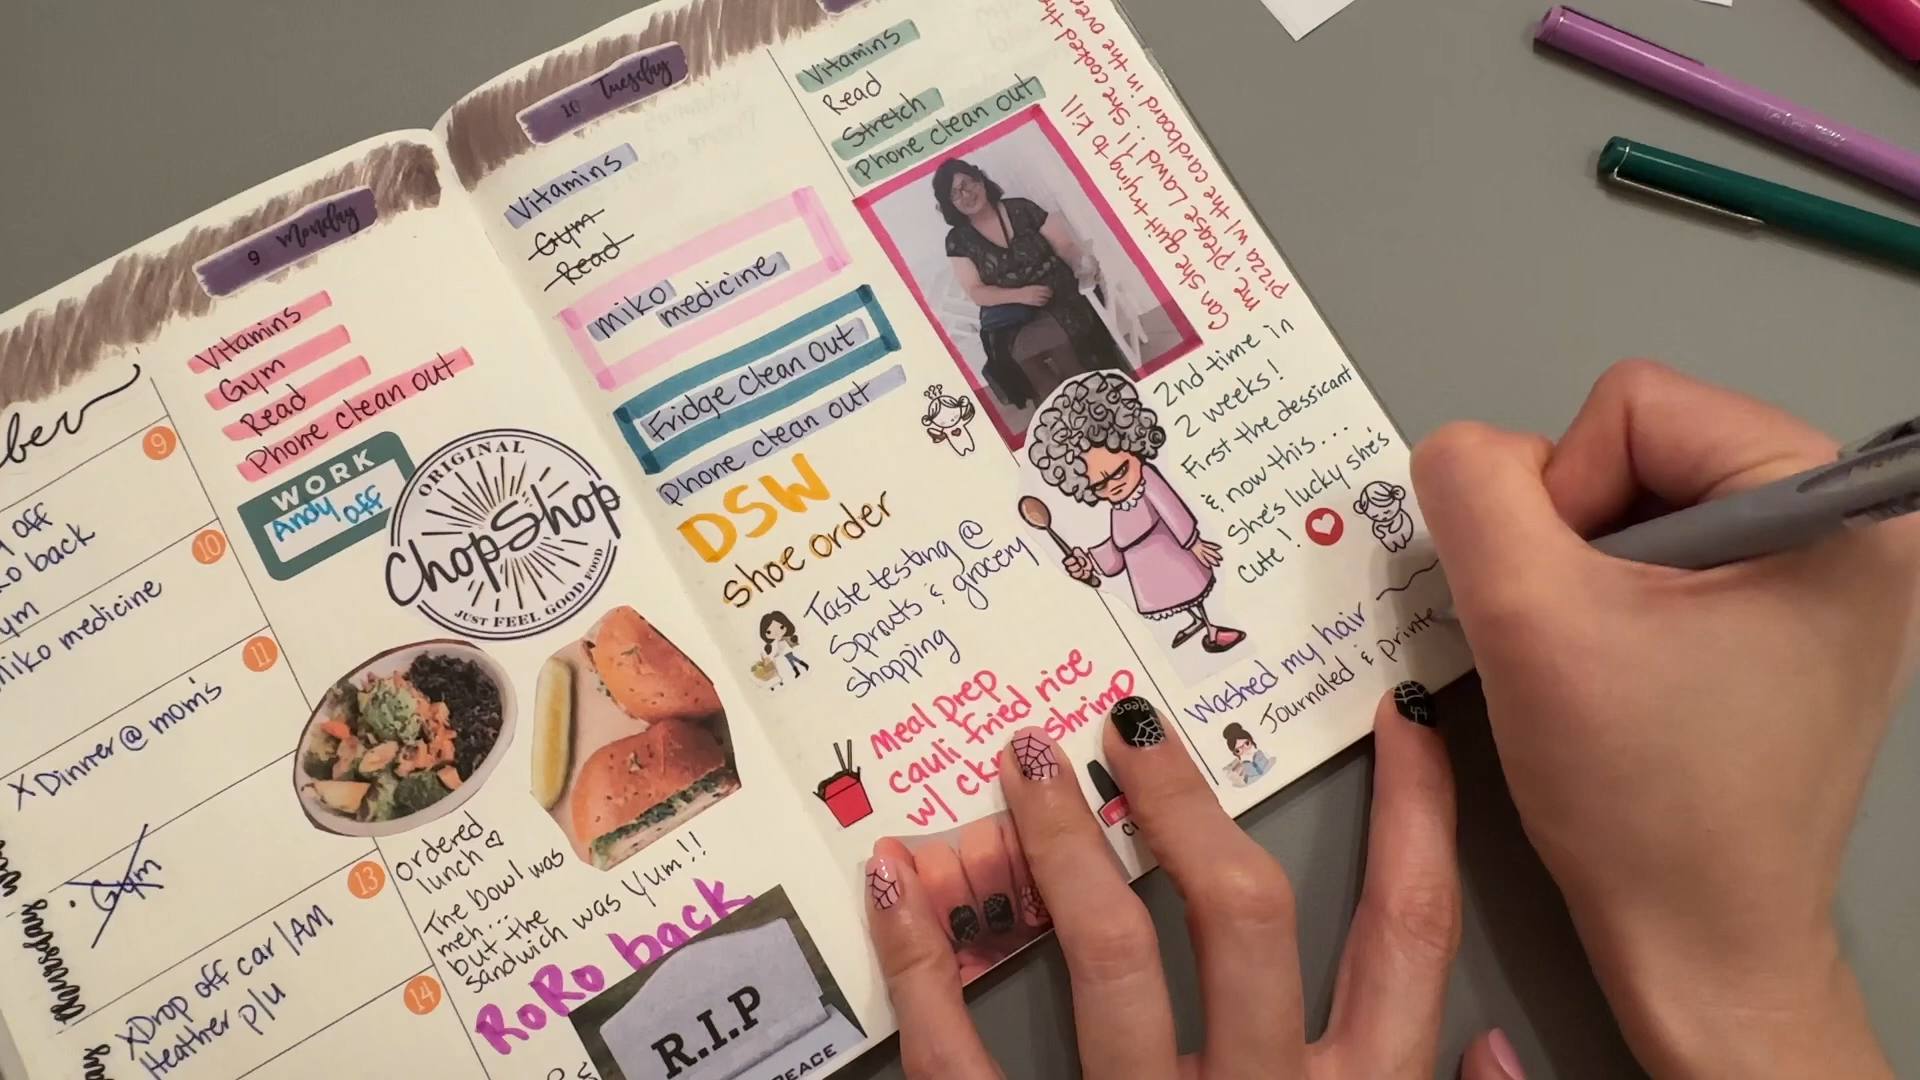 ber
9
off
back
10
miko medicine
11
X Dinner @ mom's
Gym
13
X Drop off car / AM
Heather p/u
14
9 Monday
Vitamins
Gym
Read
Phone clean out
WORK
Andy off
ORIGINAL
ChopShop
JUST FEEL GOOD FOOD
ordered
lunch
The bowl was
meh...
but the
sandwich was yum!!
RoRo back
R.I.P
PEACE
10 Tuesday
Vitamins
Gym
Read
miko
medicine
Fridge clean out
Phone clean out
DSW
shoe order
Taste testing @
Sprouts & grocery
shopping
Meal prep
cauli fried rice
w/ ckn shrimp
Vitamins
Read
Stretch
Phone clean out
Can she quit trying to kill
me, please Lawd!! She cooked the
pizza w/ the cardboard in the oven
2nd time in
2 weeks!
First the dessicant
& now this...
She's lucky she's
cute!
Washed my hair
Journaled & printe
please